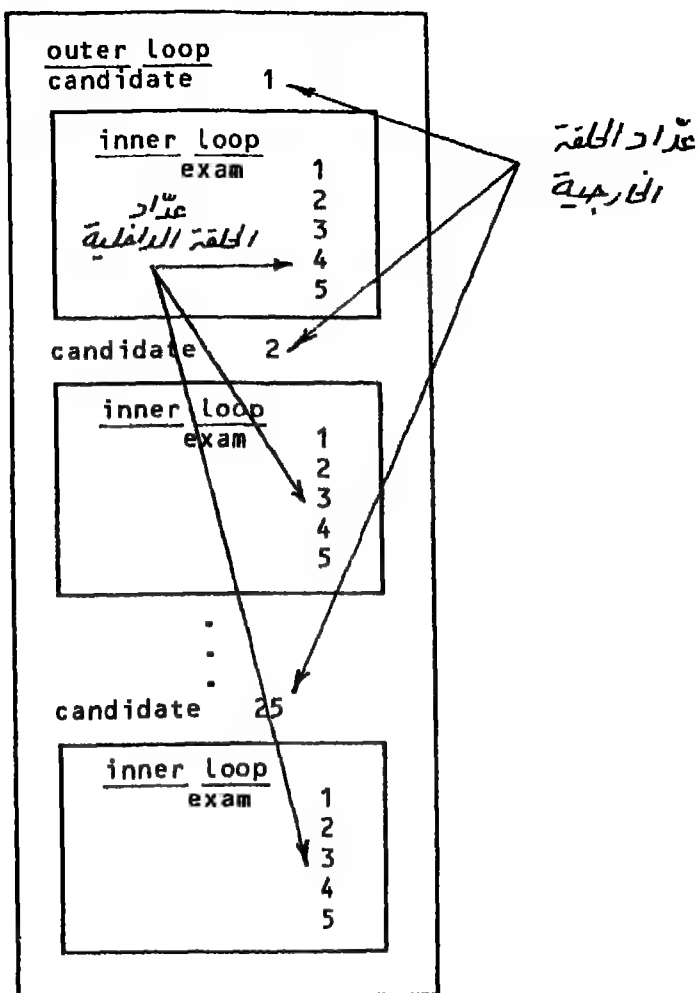 outer loop
candidate 1
inner loop
exam 1
2
3
4
5
عدّاد
الحلقة الداخلية
عدّاد الحلقة
الخارجية
candidate 2
inner loop
exam 1
2
3
4
5
.
.
.
candidate 25
inner loop
exam 1
2
3
4
5